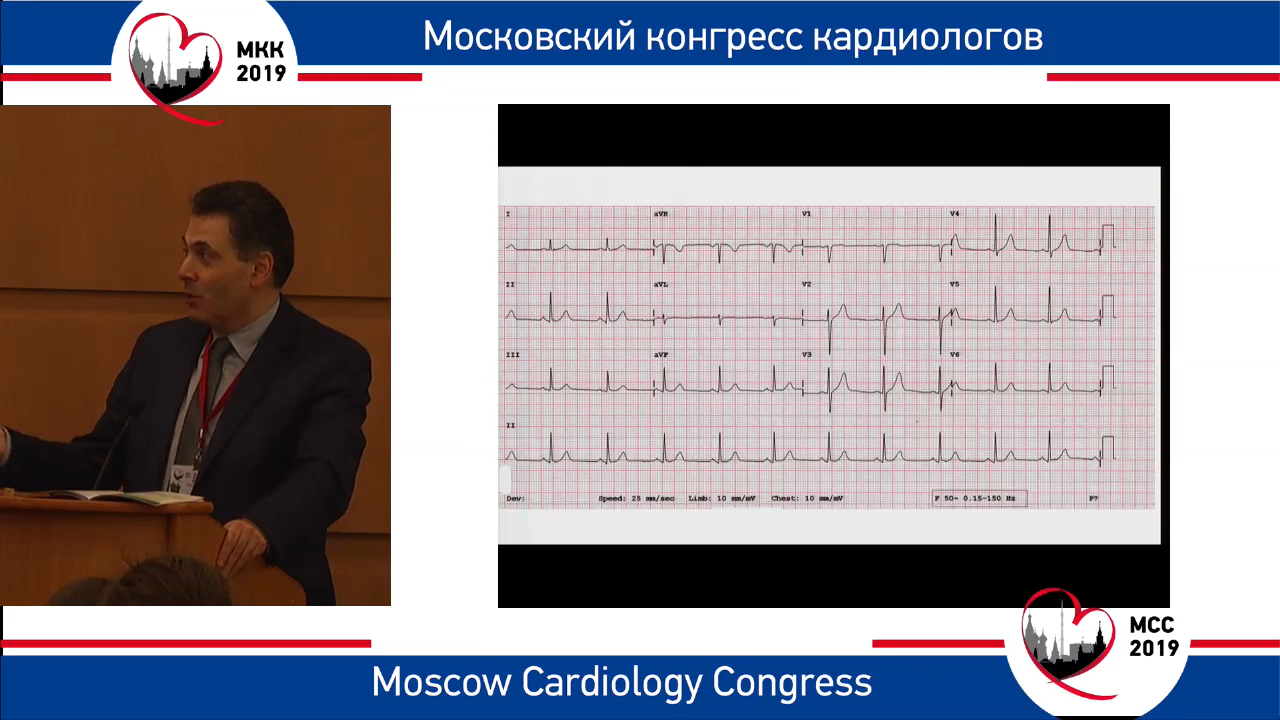 МКК
2019
Московский конгресс кардиологов
I aVR V1 V4
II aVL V2 V5
III aVF V3 V6
II
Dev: Speed: 25 mm/sec Limb: 10 mm/mV Chest: 10 mm/mV F 50~ 0.15-150 Hz P?
MCC
2019
Moscow Cardiology Congress